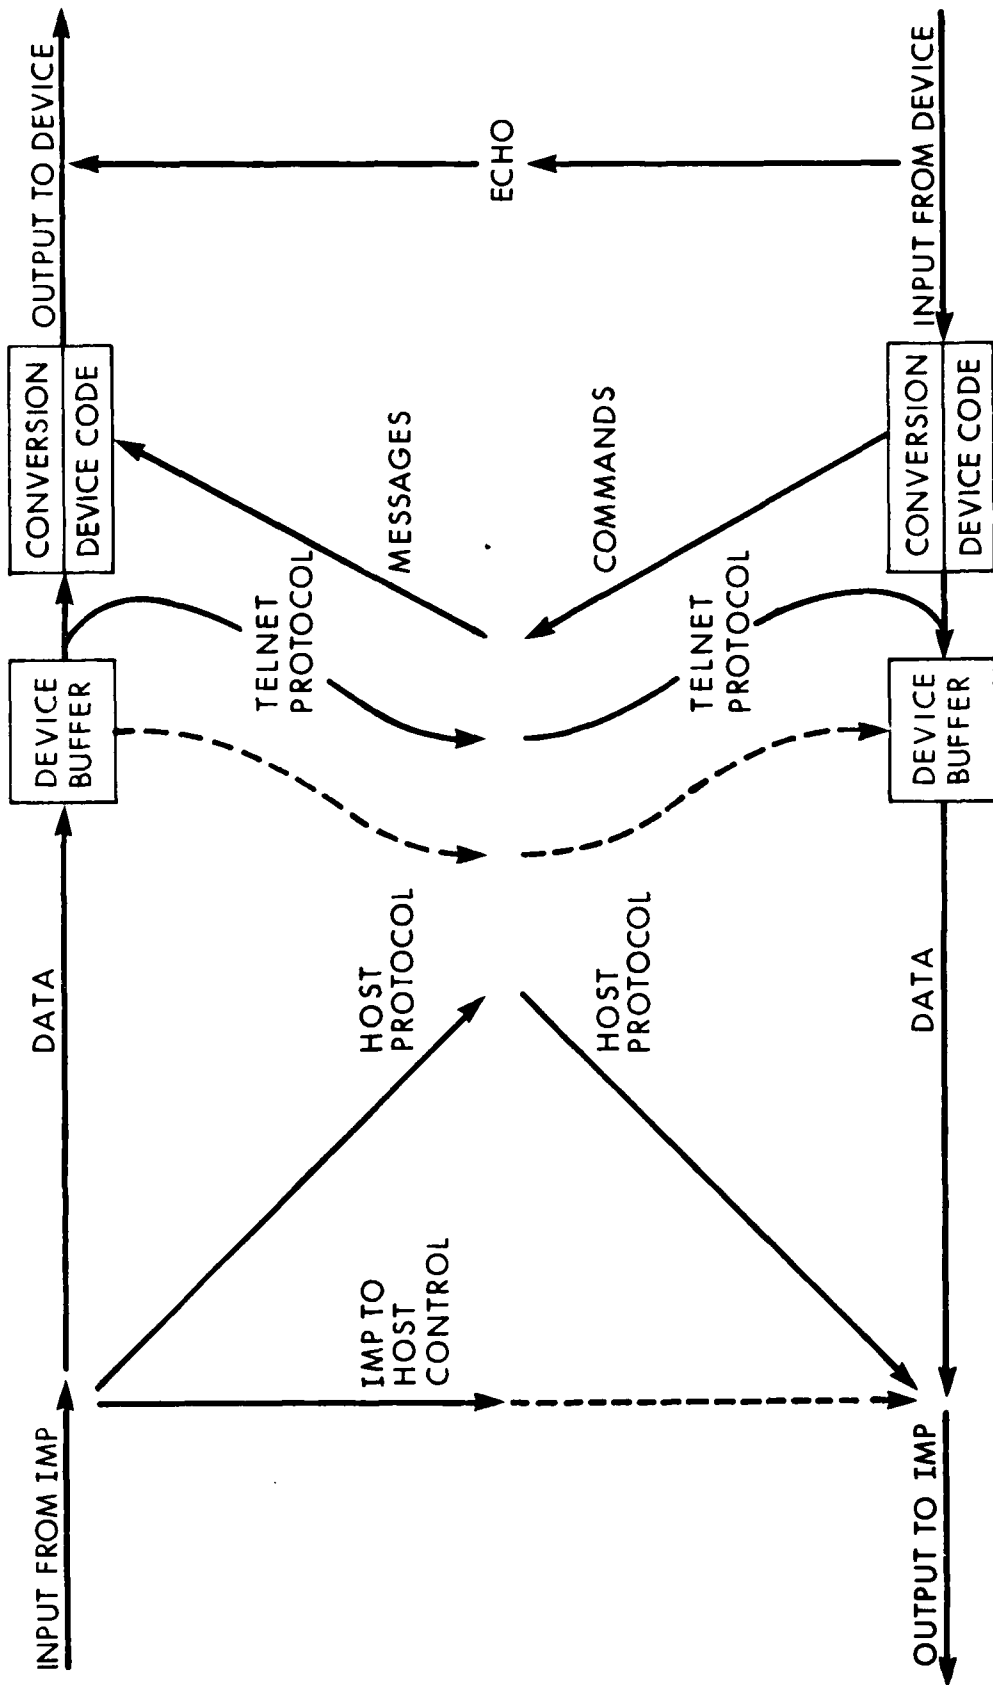 INPUT FROM IMP
DATA
DEVICE
BUFFER
CONVERSION
DEVICE CODE
OUTPUT TO DEVICE
IMP TO
HOST
CONTROL
HOST
PROTOCOL
TELNET
PROTOCOL
MESSAGES
ECHO
HOST
PROTOCOL
TELNET
PROTOCOL
COMMANDS
OUTPUT TO IMP
DATA
DEVICE
BUFFER
CONVERSION
DEVICE CODE
INPUT FROM DEVICE